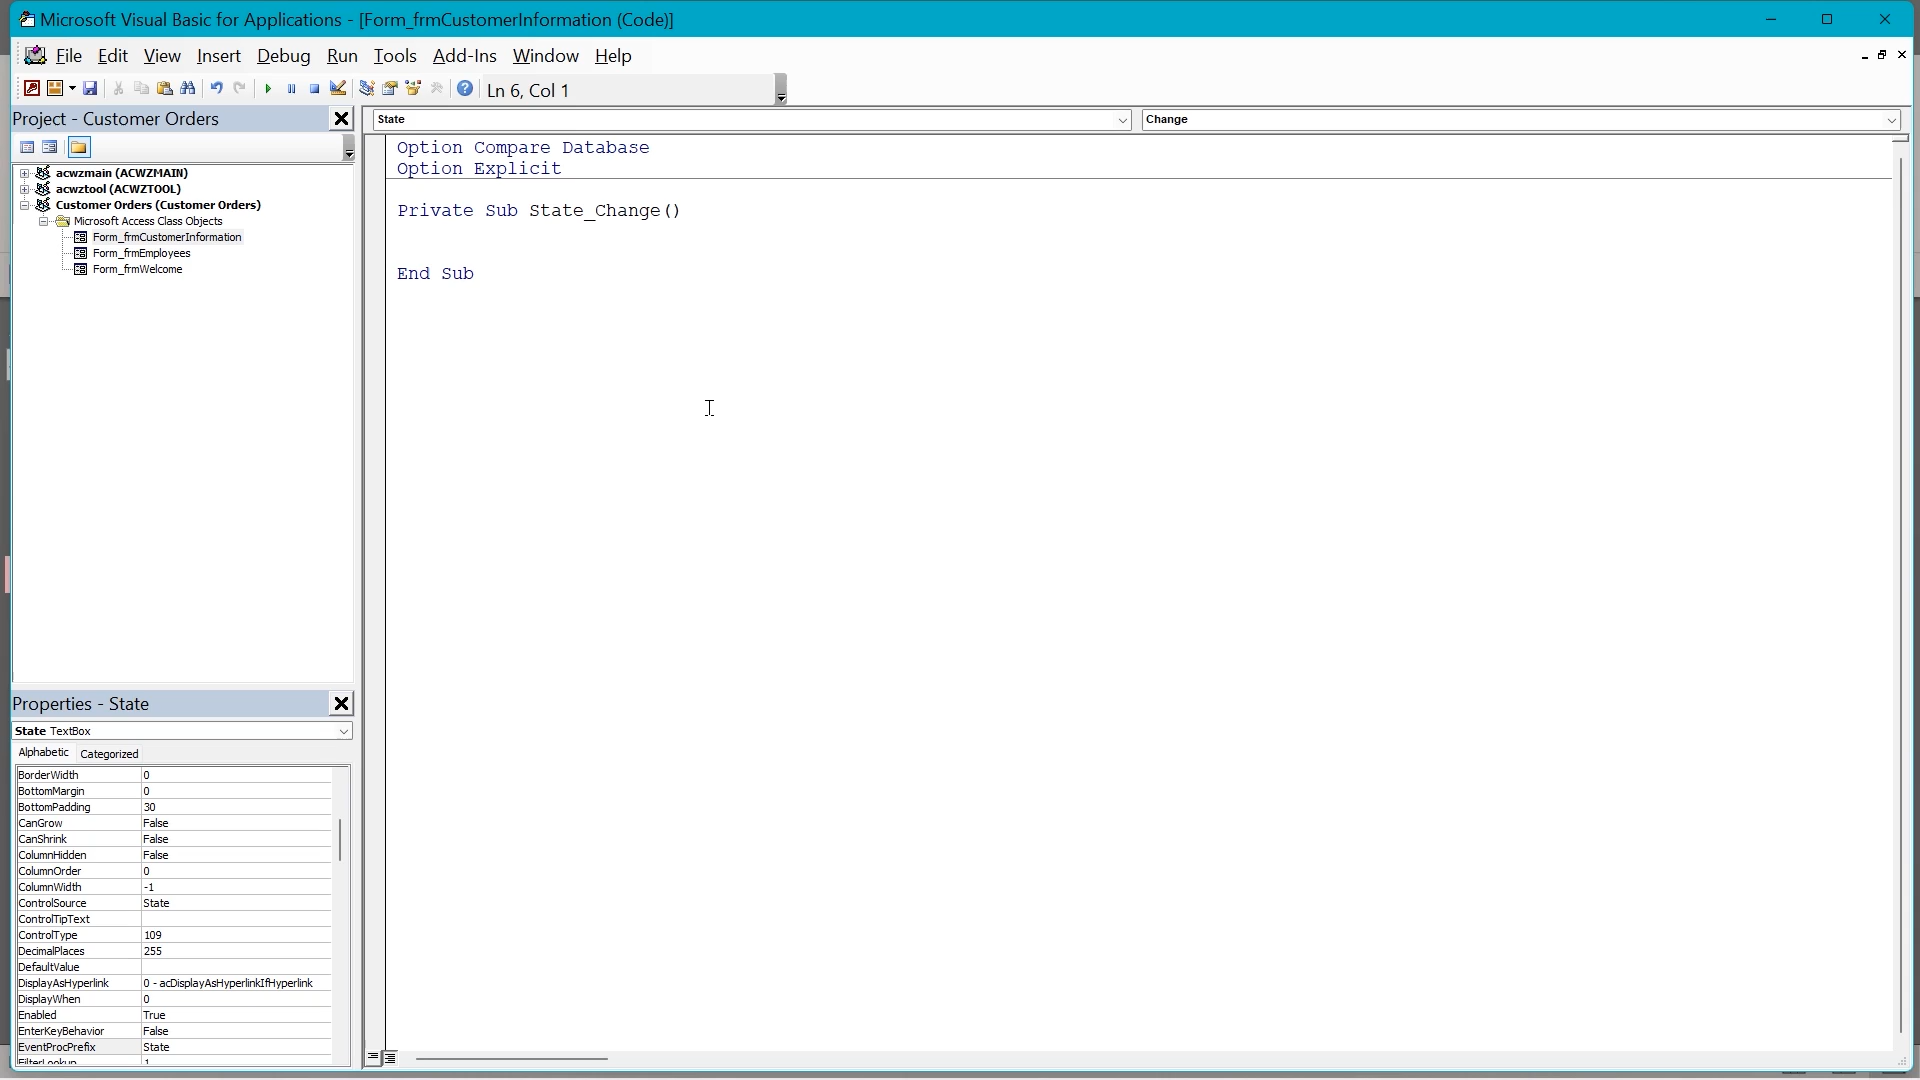 Microsoft Visual Basic for Applications - [Form_frmCustomerInformation (Code)]
File Edit View Insert Debug Run Tools Add-Ins Window Help
Ln 6, Col 1
Project - Customer Orders
State
Change
Option Compare Database
Option Explicit
Private Sub State_Change()
End Sub
acwzmain (ACWZMAIN)
acwztool (ACWZTOOL)
Customer Orders (Customer Orders)
Microsoft Access Class Objects
Form_frmCustomerInformation
Form_frmEmployees
Form_frmWelcome
Properties - State
State TextBox
Alphabetic Categorized
BorderWidth 0
BottomMargin 0
BottomPadding 30
CanGrow False
CanShrink False
ColumnHidden False
ColumnOrder 0
ColumnWidth -1
ControlSource State
ControlTipText
ControlType 109
DecimalPlaces 255
DefaultValue
DisplayAsHyperlink 0 - acDisplayAsHyperlinkIfHyperlink
DisplayWhen 0
Enabled True
EnterKeyBehavior False
EventProcPrefix State
FilterLookup 1